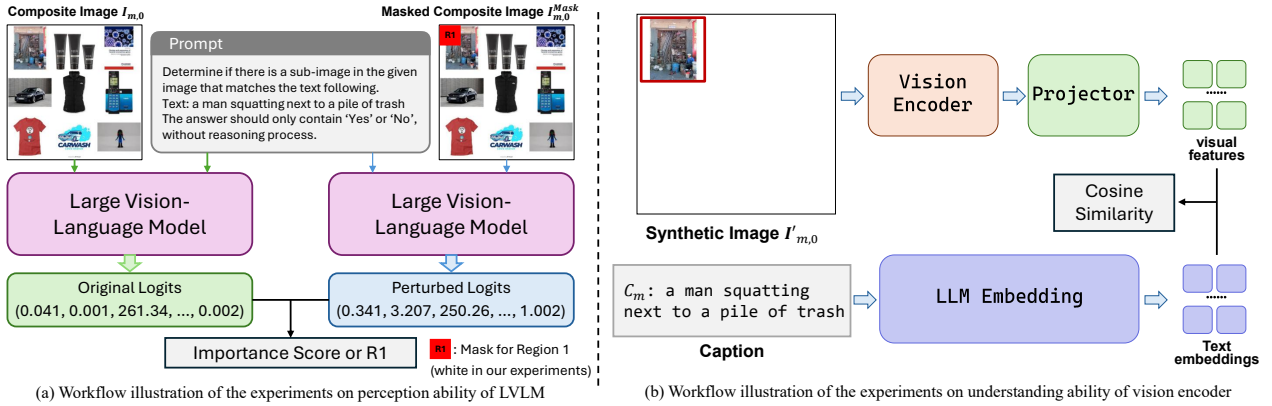 Composite Image I_{m,0}
Masked Composite Image I_{m,0}^{Mask}
R1
CARWASH
CARWASH
Prompt
Determine if there is a sub-image in the given
image that matches the text following.
Text: a man squatting next to a pile of trash
The answer should only contain ‘Yes’ or ‘No’,
without reasoning process.
Large Vision-
Language Model
Large Vision-
Language Model
Original Logits
(0.041, 0.001, 261.34, ..., 0.002)
Perturbed Logits
(0.341, 3.207, 250.26, ..., 1.002)
Importance Score or R1
R1 : Mask for Region 1
(white in our experiments)
(a) Workflow illustration of the experiments on perception ability of LVLM
Synthetic Image I'_{m,0}
Vision
Encoder
Projector
......
visual
features
Cosine
Similarity
C_m: a man squatting
next to a pile of trash
Caption
LLM Embedding
......
Text
embeddings
(b) Workflow illustration of the experiments on understanding ability of vision encoder